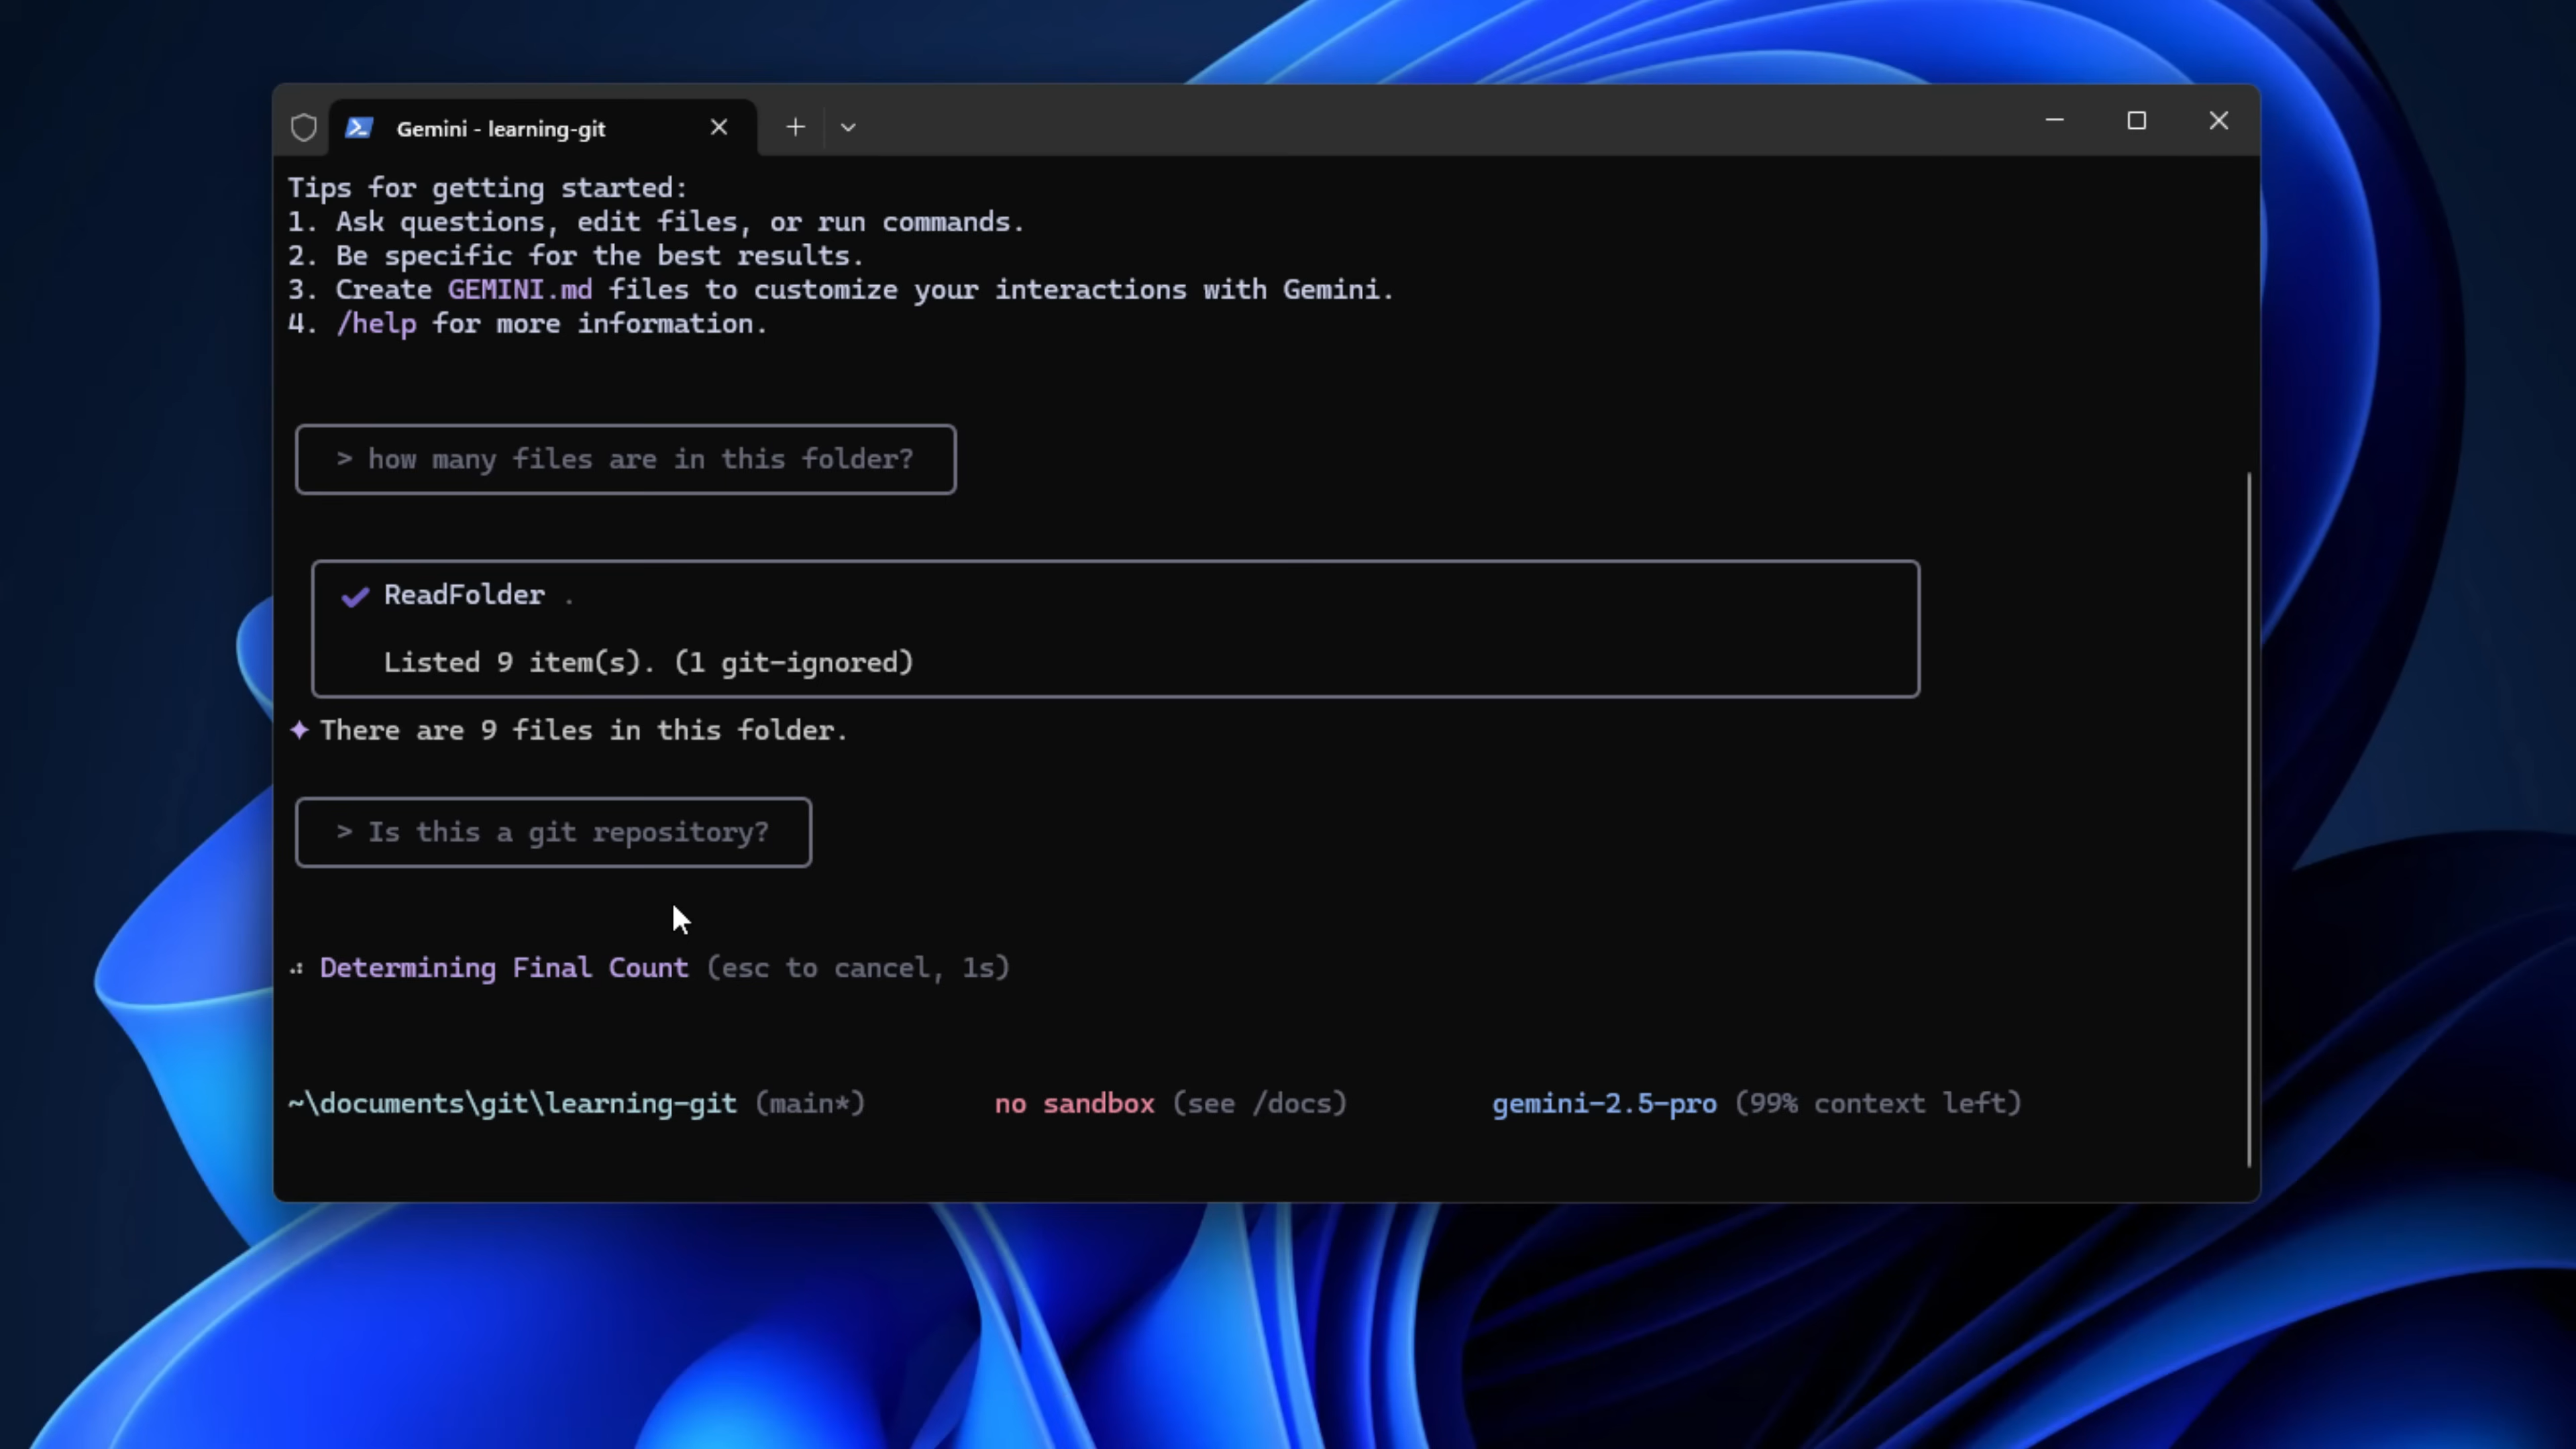 Gemini - learning-git
Tips for getting started:
1. Ask questions, edit files, or run commands.
2. Be specific for the best results.
3. Create GEMINI.md files to customize your interactions with Gemini.
4. /help for more information.
> how many files are in this folder?
ReadFolder .
Listed 9 item(s). (1 git-ignored)
There are 9 files in this folder.
> Is this a git repository?
Determining Final Count (esc to cancel, 1s)
~\documents\git\learning-git (main*) no sandbox (see /docs) gemini-2.5-pro (99% context left)